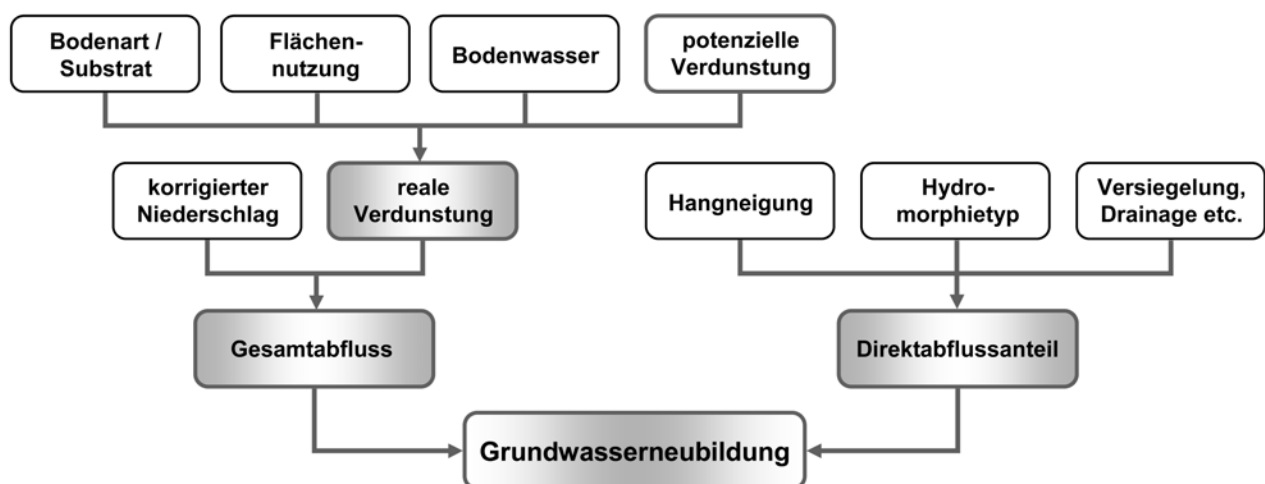 Bodenart /
Substrat
Flächen-
nutzung
Bodenwasser
potenzielle
Verdunstung
korrigierter
Niederschlag
reale
Verdunstung
Hangneigung
Hydro-
morphietyp
Versiegelung,
Drainage etc.
Gesamtabfluss
Direktabflussanteil
Grundwasserneubildung